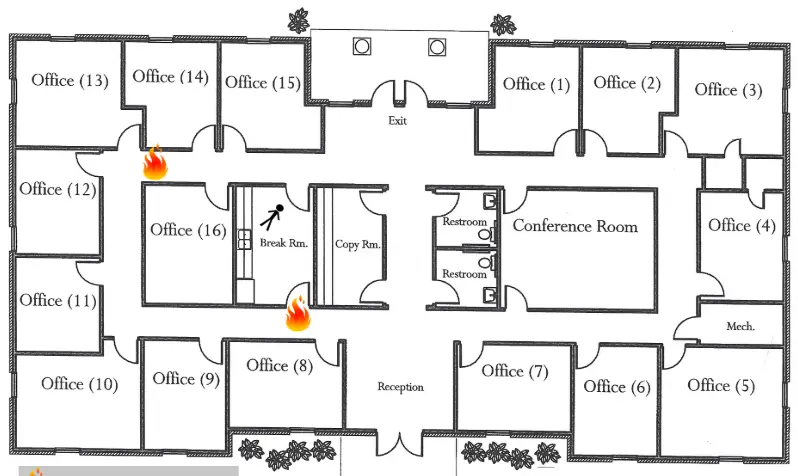 Office (13)
Office (14)
Office (15)
Office (1)
Office (2)
Office (3)
Exit
Office (12)
Office (16)
Break Rm.
Copy Rm.
Restroom
Conference Room
Office (4)
Restroom
Office (11)
Mech.
Office (10)
Office (9)
Office (8)
Reception
Office (7)
Office (6)
Office (5)